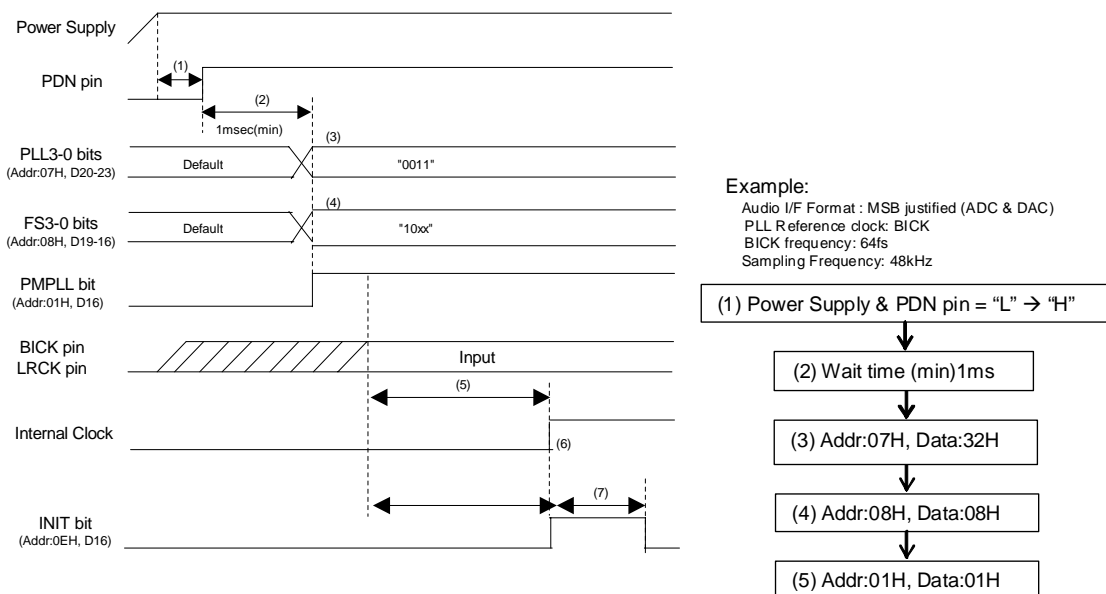 Power Supply
(1)
PDN pin
(2)
1msec(min)
(3)
PLL3-0 bits
(Addr:07H, D20-23)
Default
"0011"
(4)
FS3-0 bits
(Addr:08H, D19-16)
Default
"10xx"
PMPLL bit
(Addr:01H, D16)
BICK pin
LRCK pin
Input
(5)
Internal Clock
(6)
(7)
INIT bit
(Addr:0EH, D16)
Example:
Audio I/F Format : MSB justified (ADC & DAC)
PLL Reference clock: BICK
BICK frequency: 64fs
Sampling Frequency: 48kHz
(1) Power Supply & PDN pin = “L” → “H”
(2) Wait time (min)1ms
(3) Addr:07H, Data:32H
(4) Addr:08H, Data:08H
(5) Addr:01H, Data:01H